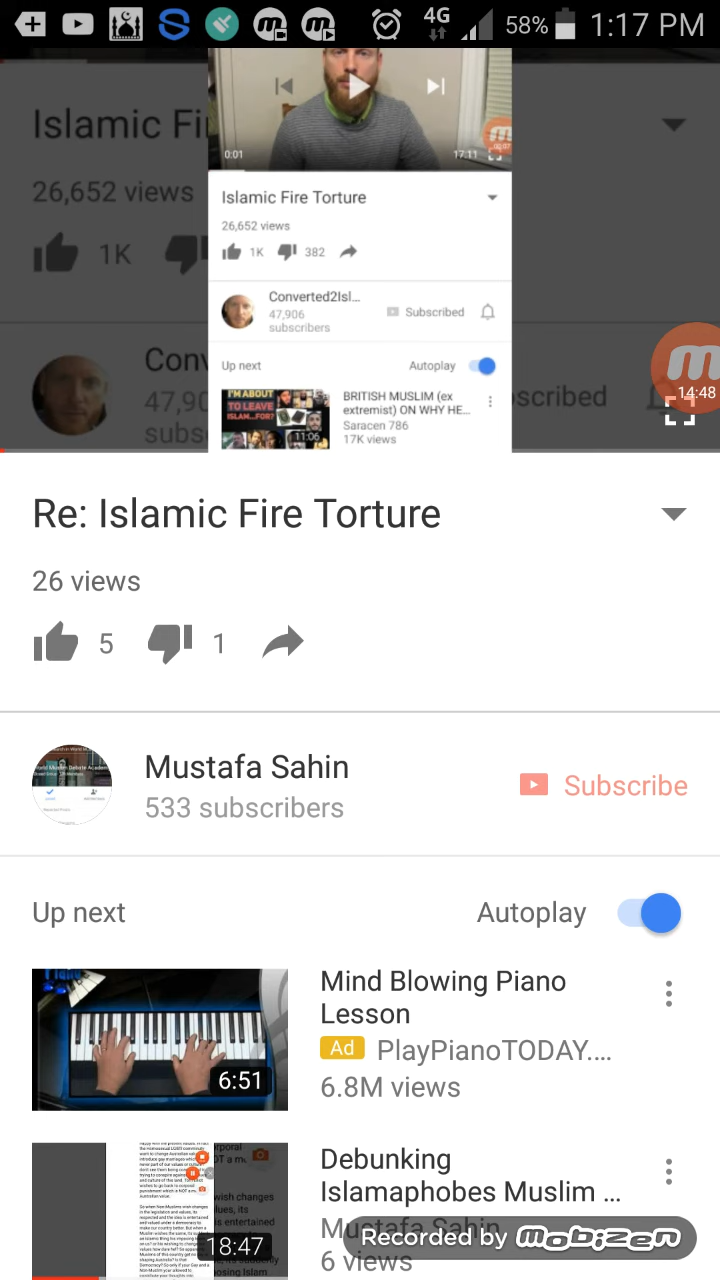 4G
58%
1:17 PM
Islamic Fi
26,652 views
1K
Conv
47,90
subs
scribed
0:01
17:11
Islamic Fire Torture
26,652 views
1K 382
Converted2Isl...
47,906
subscribers
Subscribed
Up next
Autoplay
I'M ABOUT
TO LEAVE
ISLAM...FOR?
11:06
BRITISH MUSLIM (ex
extremist) ON WHY HE...
Saracen 786
17K views
14:48
Re: Islamic Fire Torture
26 views
5 1
Mustafa Sahin
533 subscribers
Subscribe
Up next
Autoplay
6:51
Mind Blowing Piano
Lesson
Ad PlayPianoTODAY....
6.8M views
18:47
Debunking
Islamaphobes Muslim ...
Mustafa Sahin
6 views
Recorded by mobizen